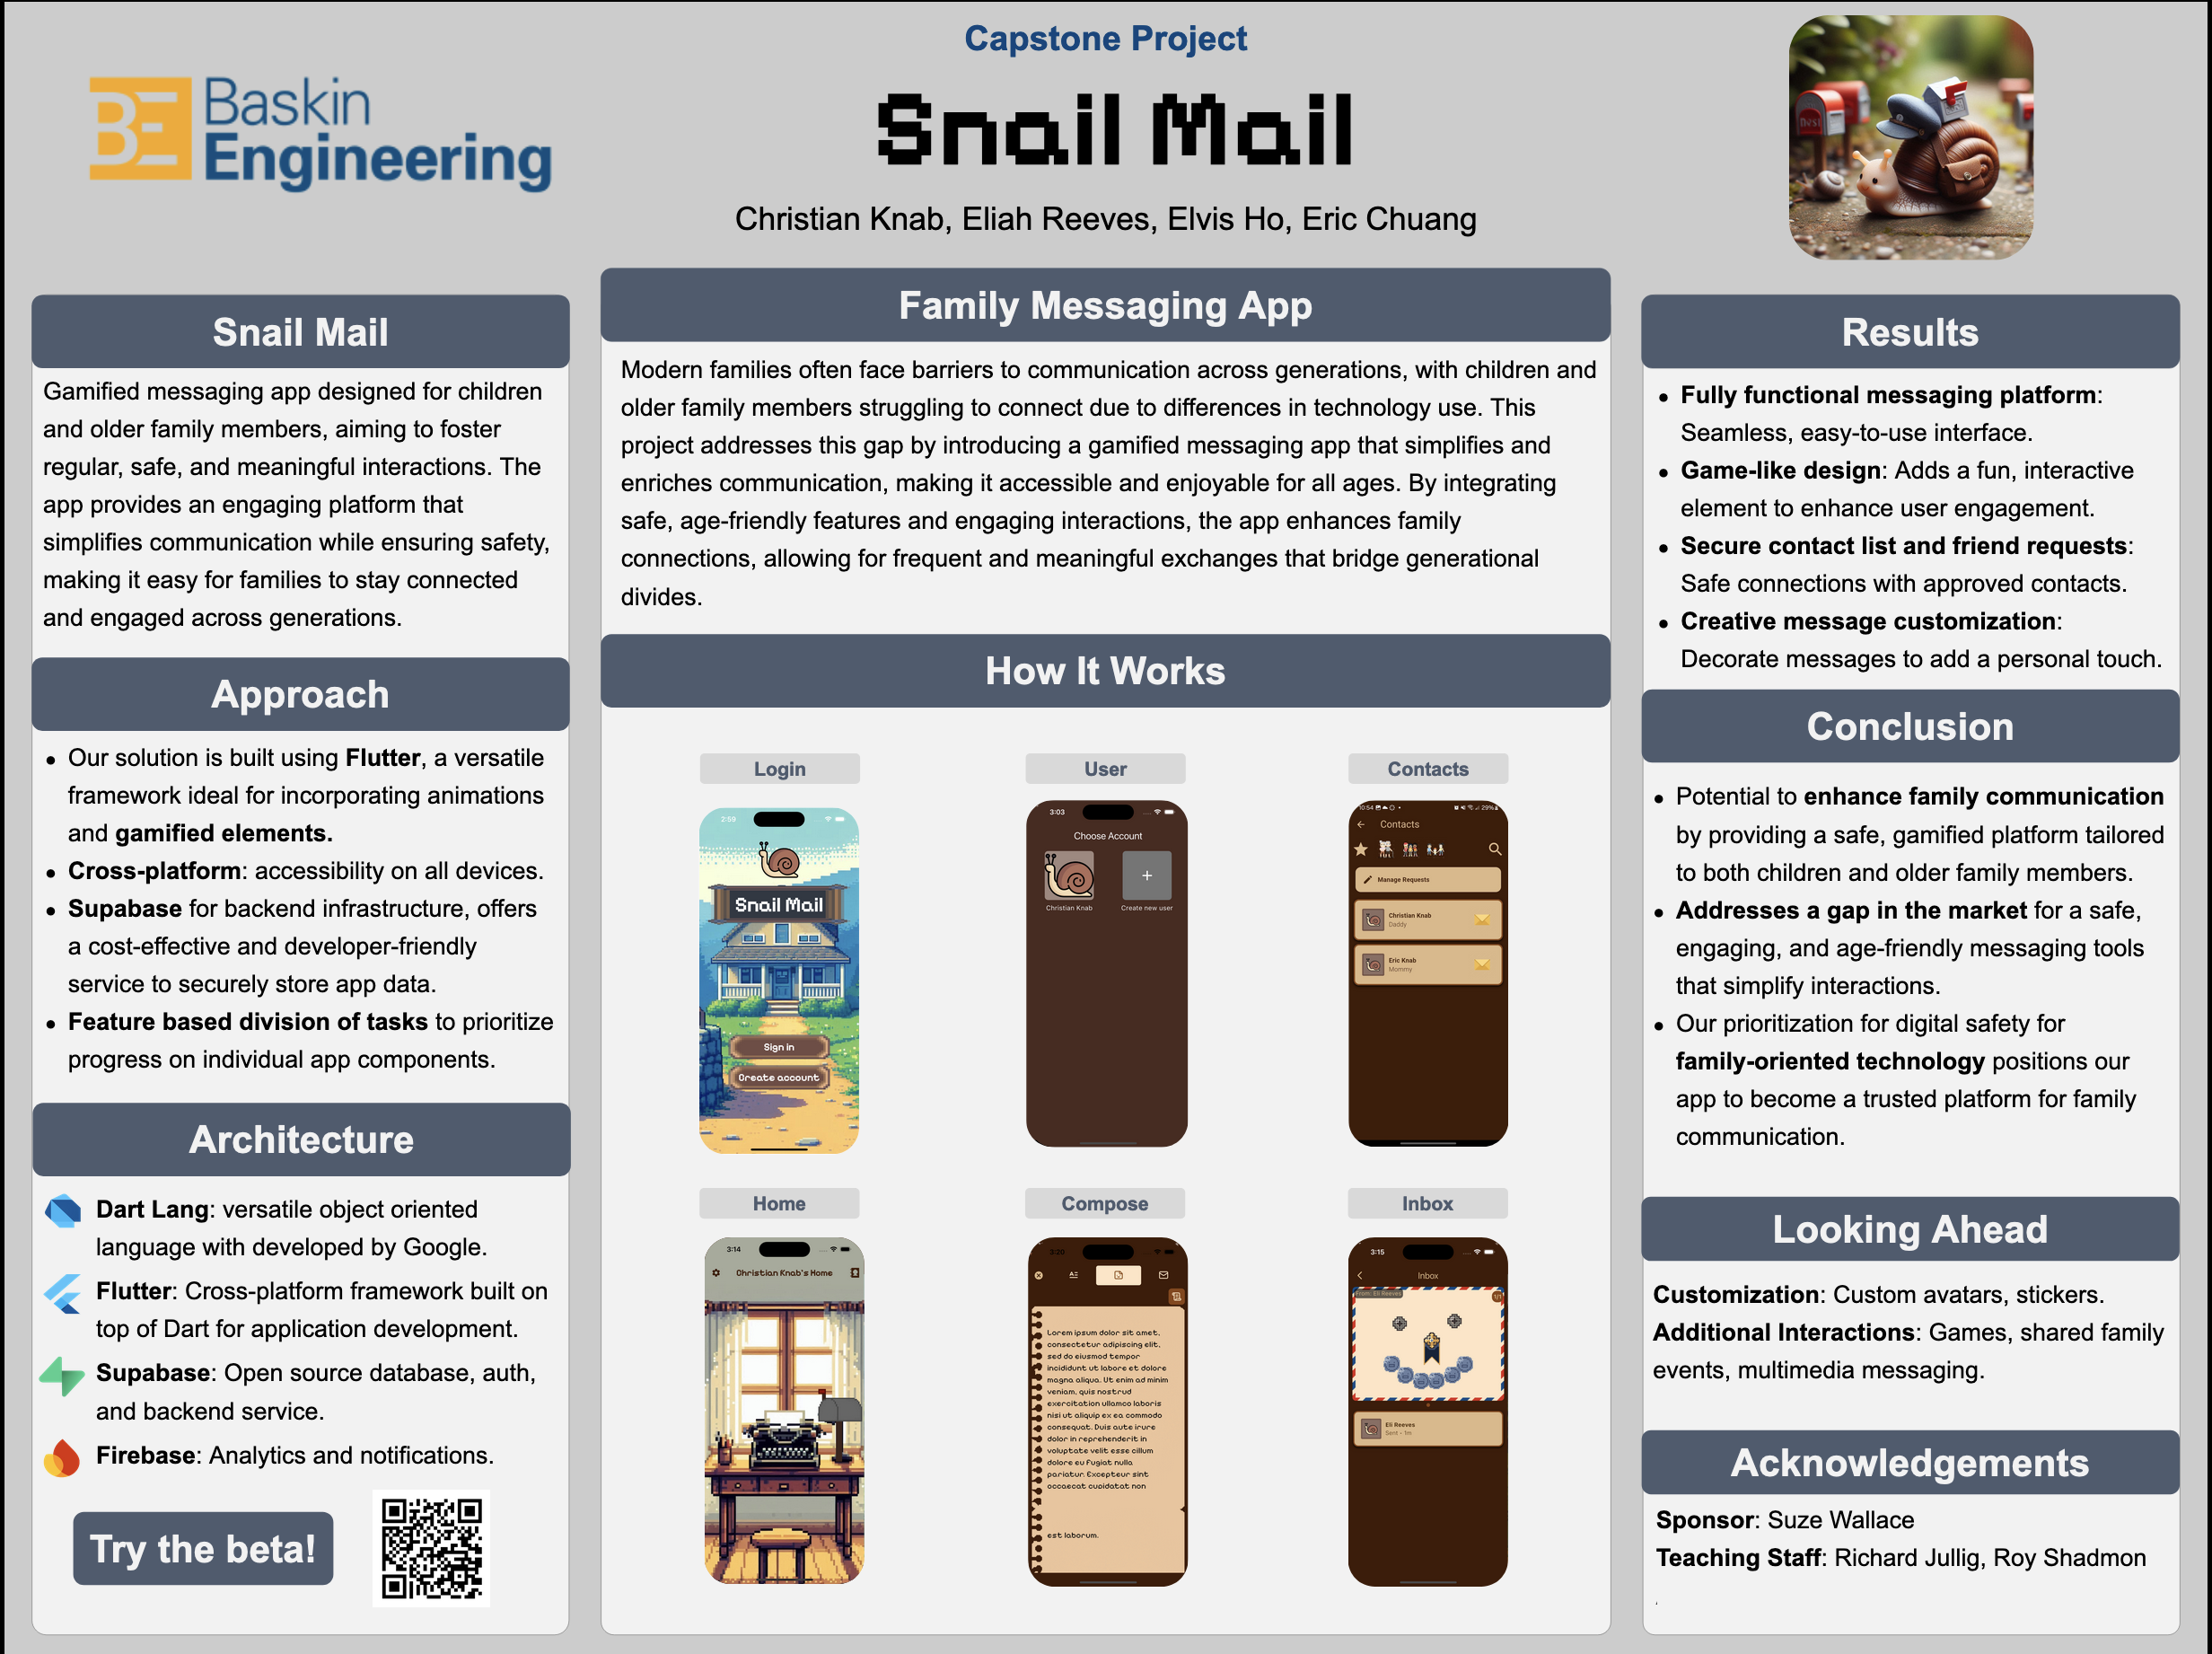 Capstone Project
Baskin
Engineering
Snail Mail
Christian Knab, Eliah Reeves, Elvis Ho, Eric Chuang
Snail Mail
Gamified messaging app designed for children
and older family members, aiming to foster
regular, safe, and meaningful interactions. The
app provides an engaging platform that
simplifies communication while ensuring safety,
making it easy for families to stay connected
and engaged across generations.
Approach
• Our solution is built using Flutter, a versatile
framework ideal for incorporating animations
and gamified elements.
• Cross-platform: accessibility on all devices.
• Supabase for backend infrastructure, offers
a cost-effective and developer-friendly
service to securely store app data.
• Feature based division of tasks to prioritize
progress on individual app components.
Architecture
Dart Lang: versatile object oriented
language with developed by Google.
Flutter: Cross-platform framework built on
top of Dart for application development.
Supabase: Open source database, auth,
and backend service.
Firebase: Analytics and notifications.
Try the beta!
Family Messaging App
Modern families often face barriers to communication across generations, with children and
older family members struggling to connect due to differences in technology use. This
project addresses this gap by introducing a gamified messaging app that simplifies and
enriches communication, making it accessible and enjoyable for all ages. By integrating
safe, age-friendly features and engaging interactions, the app enhances family
connections, allowing for frequent and meaningful exchanges that bridge generational
divides.
How It Works
Login
2:59
Snail Mail
Sign in
Create account
User
3:03
Choose Account
Christian Knab
Create new user
Contacts
10:54
29%
Contacts
Manage Requests
Christian Knab
Daddy
Eric Knab
Mommy
Home
3:14
Christian Knab's Home
Compose
3:20
Lorem ipsum dolor sit amet,
consectetur adipiscing elit,
sed do eiusmod tempor
incididunt ut labore et dolore
magna aliqua. Ut enim ad minim
veniam, quis nostrud
exercitation ullamco laboris
nisi ut aliquip ex ea commodo
consequat. Duis aute irure
dolor in reprehenderit in
voluptate velit esse cillum
dolore eu fugiat nulla
pariatur. Excepteur sint
occaecat cupidatat non
est laborum.
Inbox
3:15
Inbox
From: Eli Reeves
Eli Reeves
Sent - 1m
Results
• Fully functional messaging platform:
Seamless, easy-to-use interface.
• Game-like design: Adds a fun, interactive
element to enhance user engagement.
• Secure contact list and friend requests:
Safe connections with approved contacts.
• Creative message customization:
Decorate messages to add a personal touch.
Conclusion
• Potential to enhance family communication
by providing a safe, gamified platform tailored
to both children and older family members.
• Addresses a gap in the market for a safe,
engaging, and age-friendly messaging tools
that simplify interactions.
• Our prioritization for digital safety for
family-oriented technology positions our
app to become a trusted platform for family
communication.
Looking Ahead
Customization: Custom avatars, stickers.
Additional Interactions: Games, shared family
events, multimedia messaging.
Acknowledgements
Sponsor: Suze Wallace
Teaching Staff: Richard Jullig, Roy Shadmon